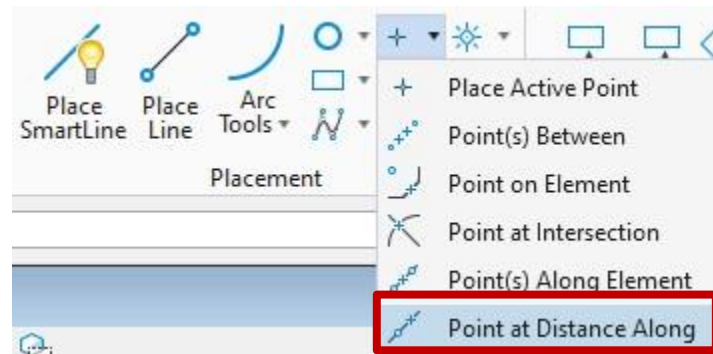 Place
SmartLine
Place
Line
Arc
Tools
Placement
Place Active Point
Point(s) Between
Point on Element
Point at Intersection
Point(s) Along Element
Point at Distance Along